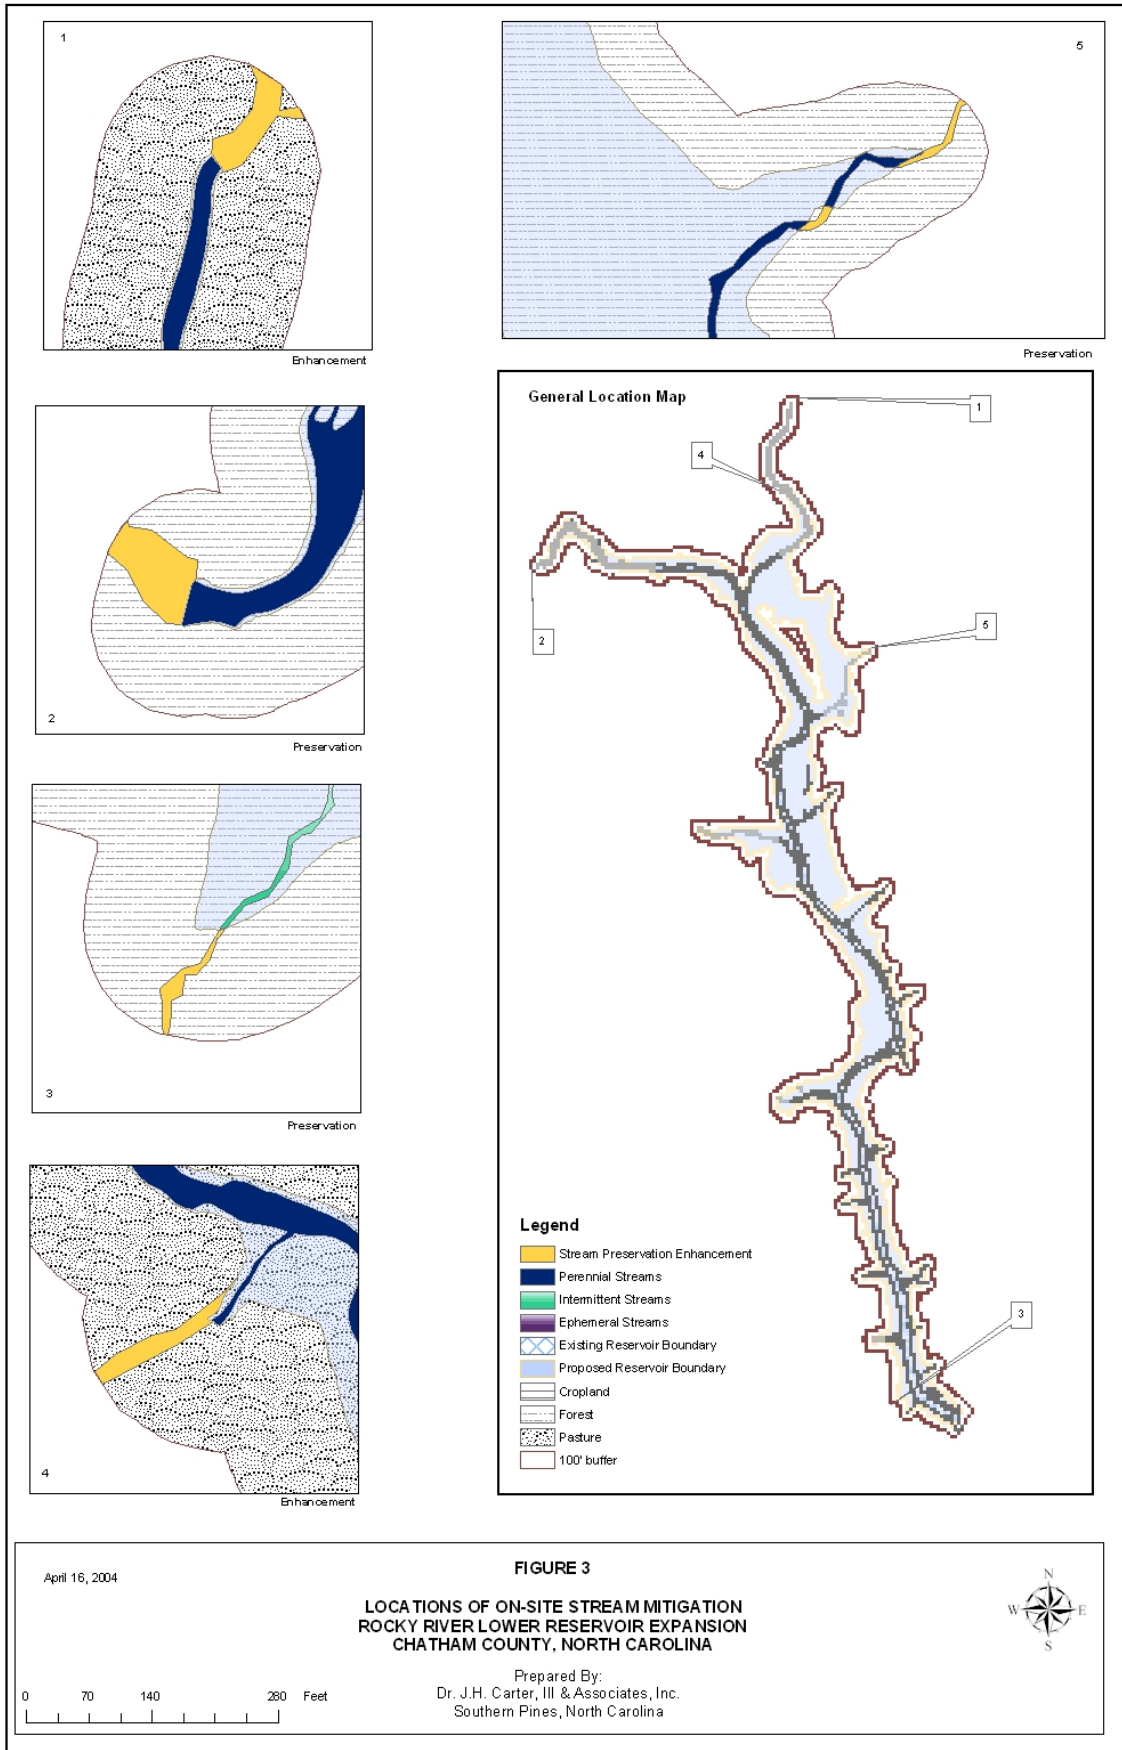 1
Enhancement
5
Preservation
2
Preservation
3
Preservation
4
Enhancement
General Location Map
1
4
2
5
3
Legend
Stream Preservation Enhancement
Perennial Streams
Intermittent Streams
Ephemeral Streams
Existing Reservoir Boundary
Proposed Reservoir Boundary
Cropland
Forest
Pasture
100' buffer
April 16, 2004
FIGURE 3
LOCATIONS OF ON-SITE STREAM MITIGATION
ROCKY RIVER LOWER RESERVOIR EXPANSION
CHATHAM COUNTY, NORTH CAROLINA
Prepared By:
Dr. J.H. Carter, III & Associates, Inc.
Southern Pines, North Carolina
0 70 140 280 Feet
N
W E
S